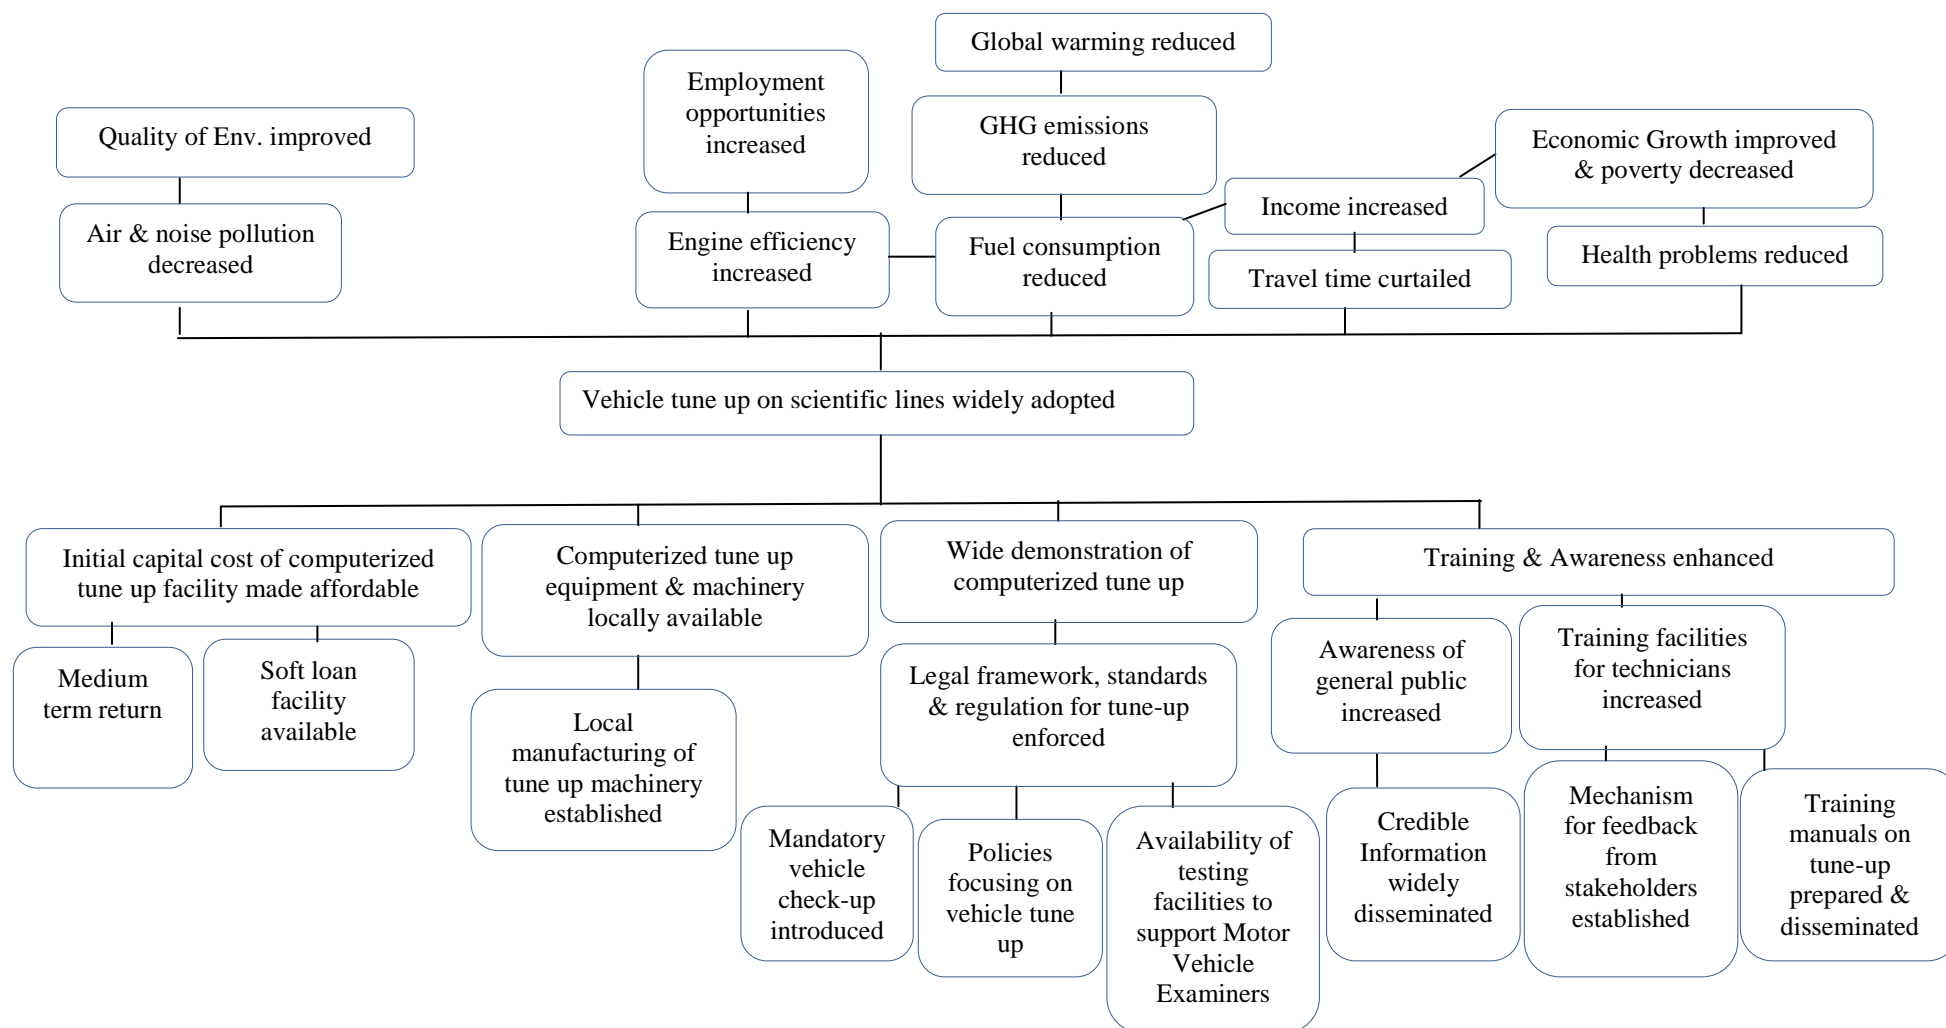 Global warming reduced
Employment
opportunities
increased
GHG emissions
reduced
Quality of Env. improved
Economic Growth improved
& poverty decreased
Income increased
Air & noise pollution
decreased
Engine efficiency
increased
Fuel consumption
reduced
Travel time curtailed
Health problems reduced
Vehicle tune up on scientific lines widely adopted
Initial capital cost of computerized
tune up facility made affordable
Computerized tune up
equipment & machinery
locally available
Wide demonstration of
computerized tune up
Training & Awareness enhanced
Medium
term return
Soft loan
facility
available
Local
manufacturing of
tune up machinery
established
Legal framework, standards
& regulation for tune-up
enforced
Awareness of
general public
increased
Training facilities
for technicians
increased
Mandatory
vehicle
check-up
introduced
Policies
focusing on
vehicle tune
up
Availability of
testing
facilities to
support Motor
Vehicle
Examiners
Credible
Information
widely
disseminated
Mechanism
for feedback
from
stakeholders
established
Training
manuals on
tune-up
prepared &
disseminated